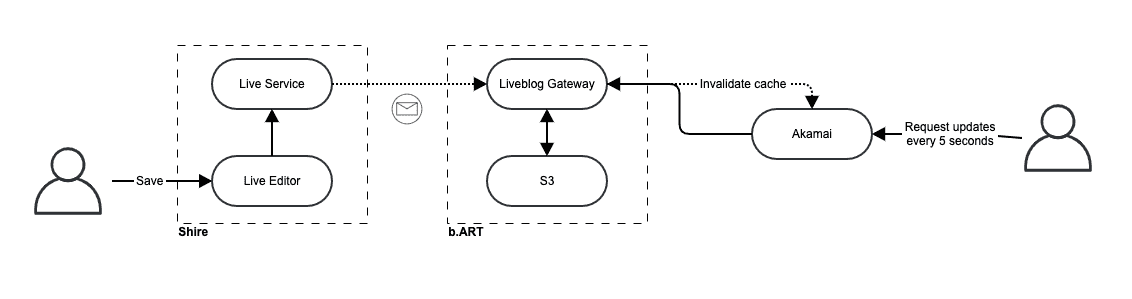 Live Service
Liveblog Gateway
Invalidate cache
Akamai
Request updates
every 5 seconds
Save
Live Editor
S3
Shire
b.ART